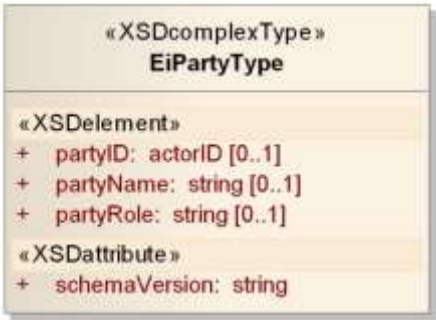 «XSDcomplexType»
EiPartyType
«XSDelement»
+ partyID: actorID [0..1]
+ partyName: string [0..1]
+ partyRole: string [0..1]
«XSDattribute»
+ schemaVersion: string